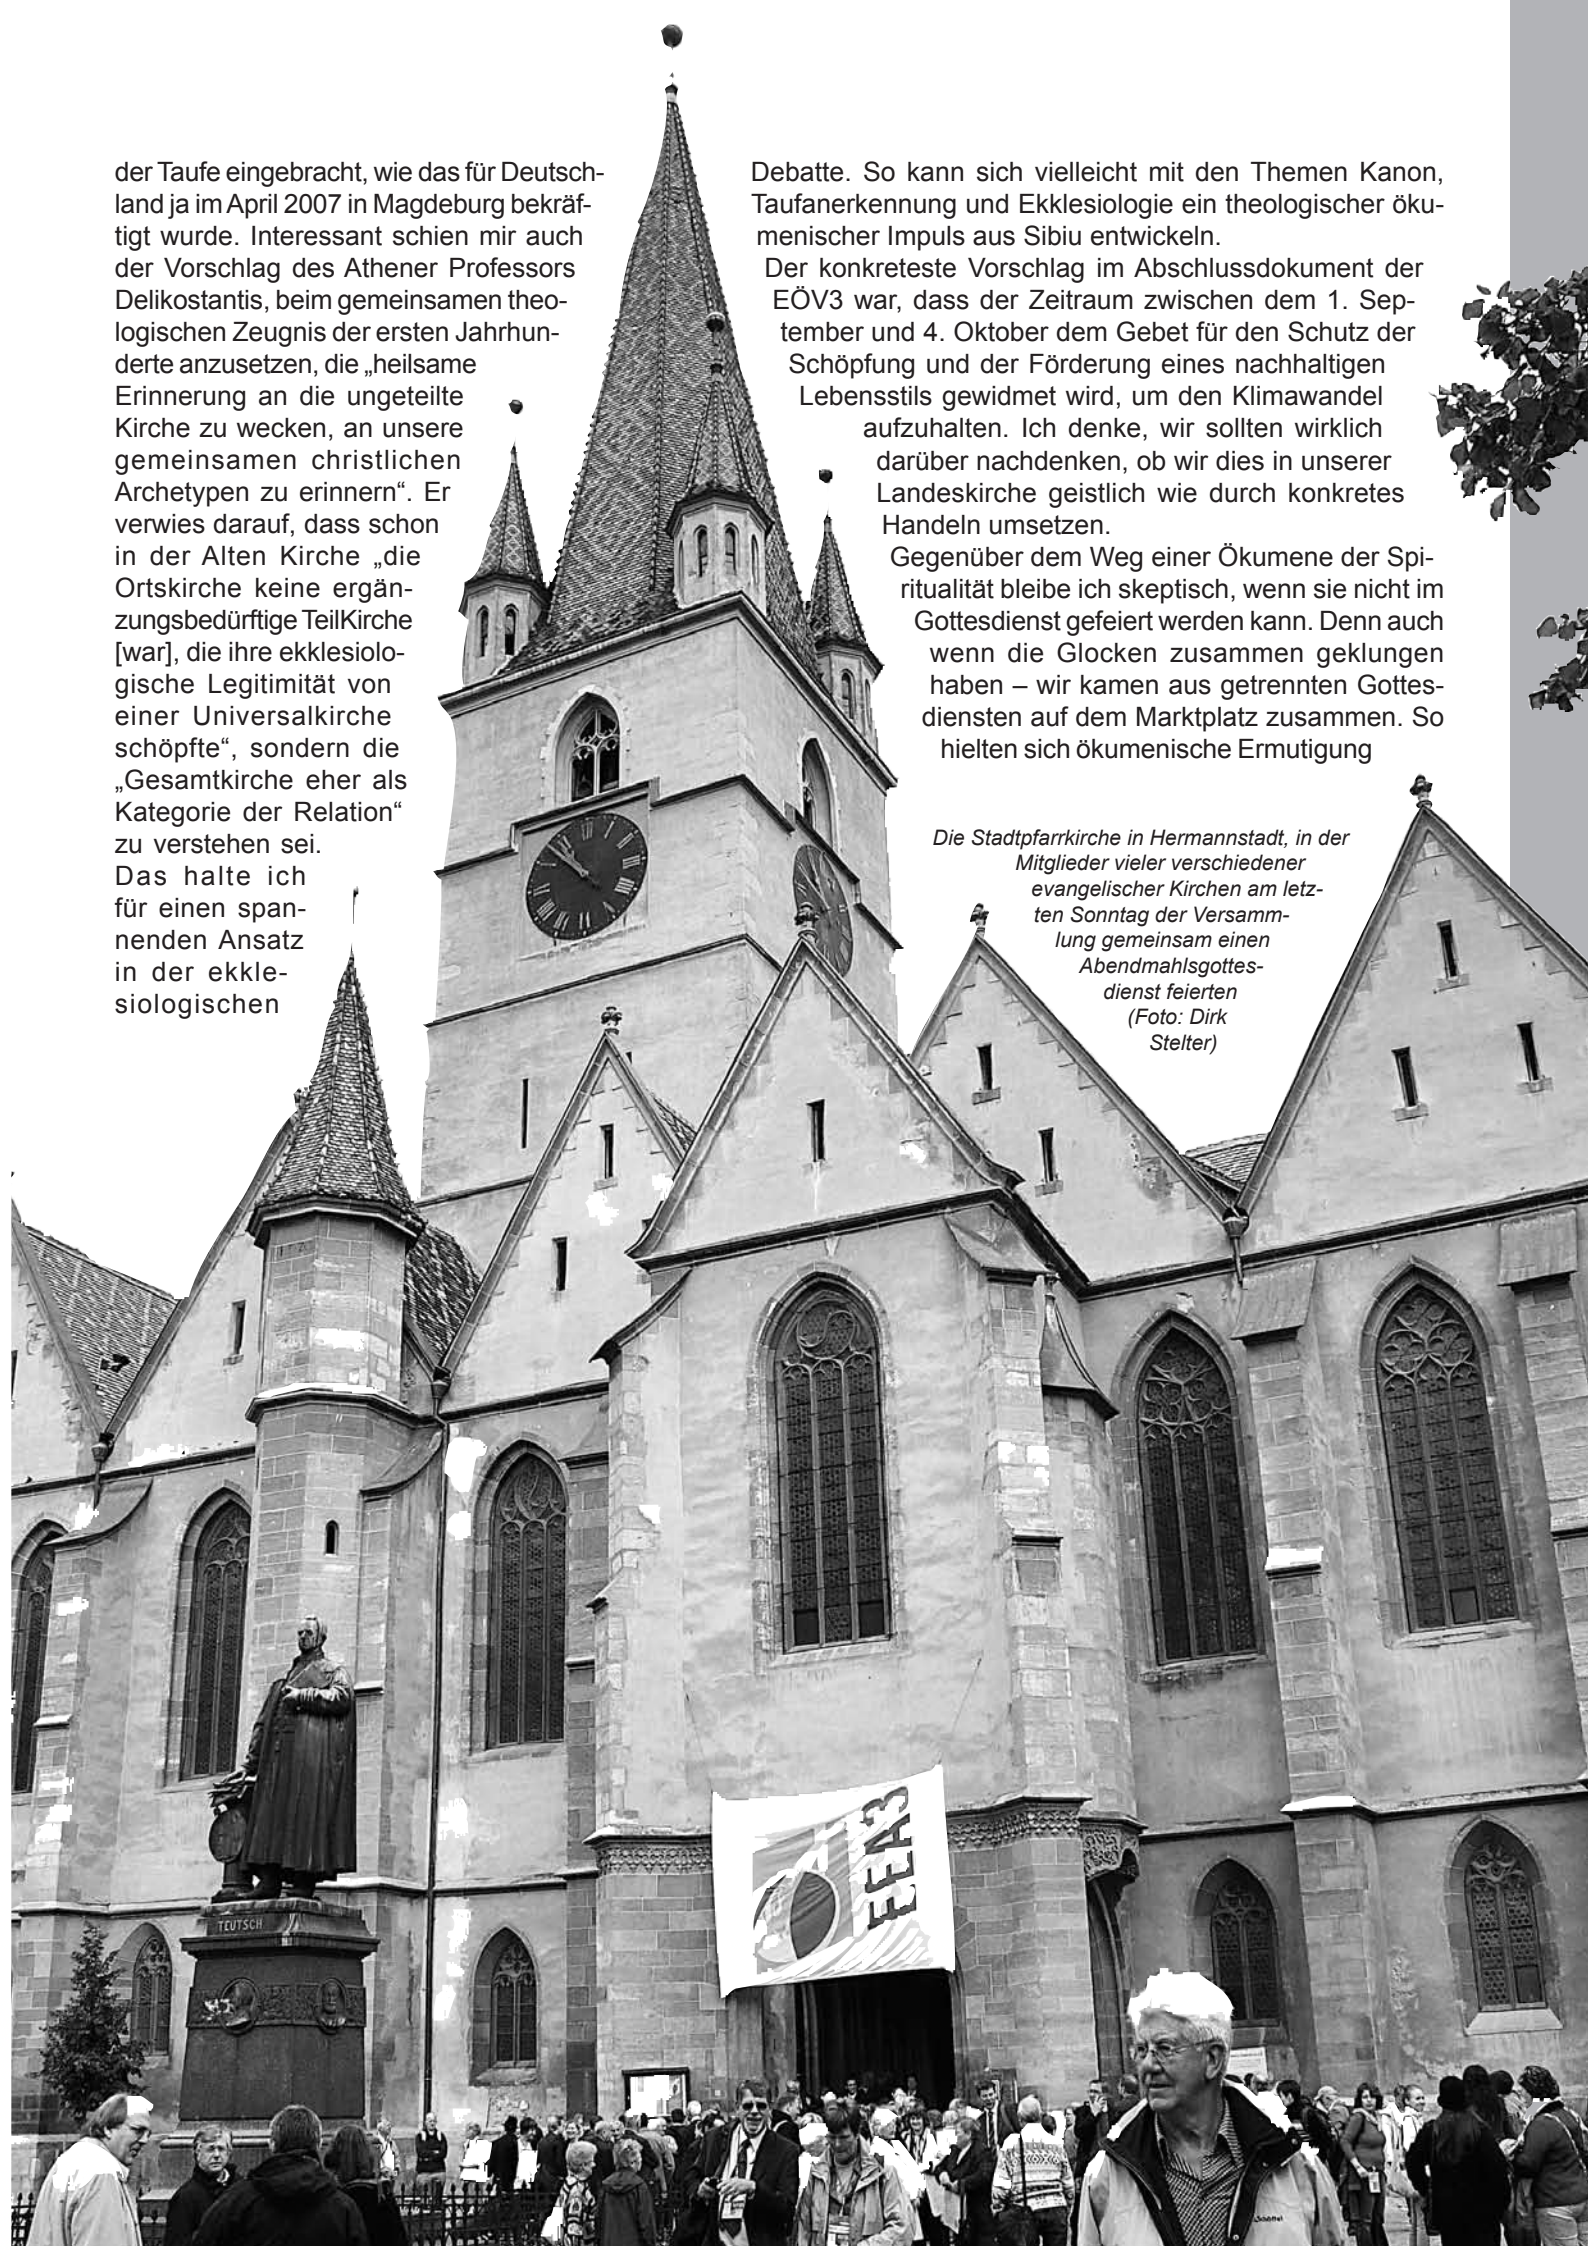 der Taufe eingebracht, wie das für Deutsch-
land ja im April 2007 in Magdeburg bekräf-
tigt wurde. Interessant schien mir auch
der Vorschlag des Athener Professors
Delikostantis, beim gemeinsamen theo-
logischen Zeugnis der ersten Jahrhun-
derte anzusetzen, die „heilsame
Erinnerung an die ungeteilte
Kirche zu wecken, an unsere
gemeinsamen christlichen
Archetypen zu erinnern“. Er
verwies darauf, dass schon
in der Alten Kirche „die
Ortskirche keine ergän-
zungsbedürftige TeilKirche
[war], die ihre ekklesiolo-
gische Legitimität von
einer Universalkirche
schöpfte“, sondern die
„Gesamtkirche eher als
Kategorie der Relation“
zu verstehen sei.
Das halte ich
für einen span-
nenden Ansatz
in der ekkle-
siologischen
Debatte. So kann sich vielleicht mit den Themen Kanon,
Taufanerkennung und Ekklesiologie ein theologischer öku-
menischer Impuls aus Sibiu entwickeln.
Der konkreteste Vorschlag im Abschlussdokument der
EÖV3 war, dass der Zeitraum zwischen dem 1. Sep-
tember und 4. Oktober dem Gebet für den Schutz der
Schöpfung und der Förderung eines nachhaltigen
Lebensstils gewidmet wird, um den Klimawandel
aufzuhalten. Ich denke, wir sollten wirklich
darüber nachdenken, ob wir dies in unserer
Landeskirche geistlich wie durch konkretes
Handeln umsetzen.
Gegenüber dem Weg einer Ökumene der Spi-
ritualität bleibe ich skeptisch, wenn sie nicht im
Gottesdienst gefeiert werden kann. Denn auch
wenn die Glocken zusammen geklungen
haben – wir kamen aus getrennten Gottes-
diensten auf dem Marktplatz zusammen. So
hielten sich ökumenische Ermutigung
Die Stadtpfarrkirche in Hermannstadt, in der
Mitglieder vieler verschiedener
evangelischer Kirchen am letz-
ten Sonntag der Versamm-
lung gemeinsam einen
Abendmahlsgottes-
dienst feierten
(Foto: Dirk
Stelter)
EEA3
TEUTSCH